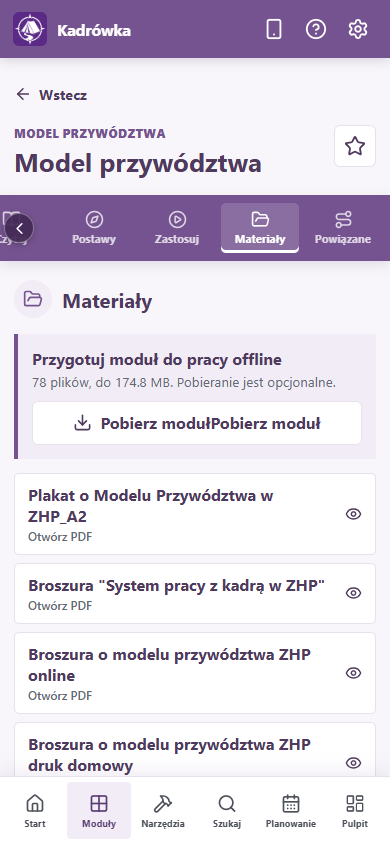 Kadrówka
Wstecz
MODEL PRZYWÓDZTWA
Model przywództwa
Postawy
Zastosuj
Materiały
Powiązane
Materiały
Przygotuj moduł do pracy offline
78 plików, do 174.8 MB. Pobieranie jest opcjonalne.
Pobierz modułPobierz moduł
Plakat o Modelu Przywództwa w
ZHP_A2
Otwórz PDF
Broszura "System pracy z kadrą w ZHP"
Otwórz PDF
Broszura o modelu przywództwa ZHP
online
Otwórz PDF
Broszura o modelu przywództwa ZHP
druk domowy
Start
Moduły
Narzędzia
Szukaj
Planowanie
Pulpit